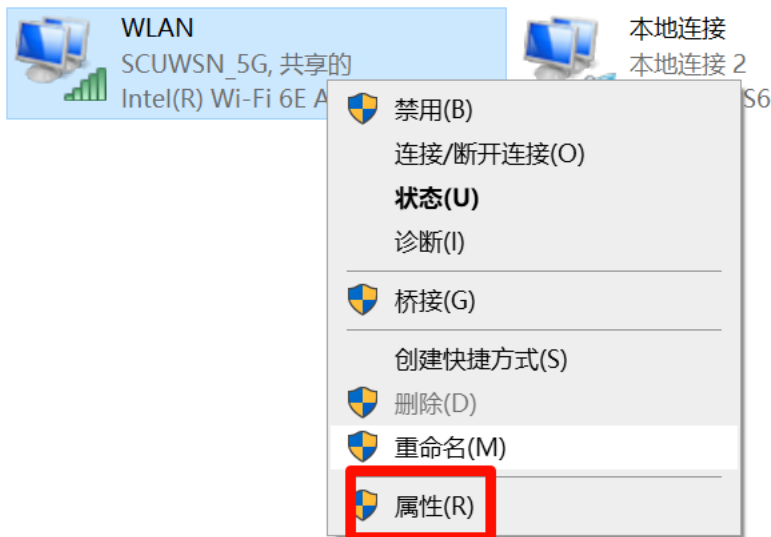 WLAN
SCUWSN_5G, 共享的
Intel(R) Wi-Fi 6E A
本地连接
本地连接 2
S6
禁用(B)
连接/断开连接(O)
状态(U)
诊断(I)
桥接(G)
创建快捷方式(S)
删除(D)
重命名(M)
属性(R)